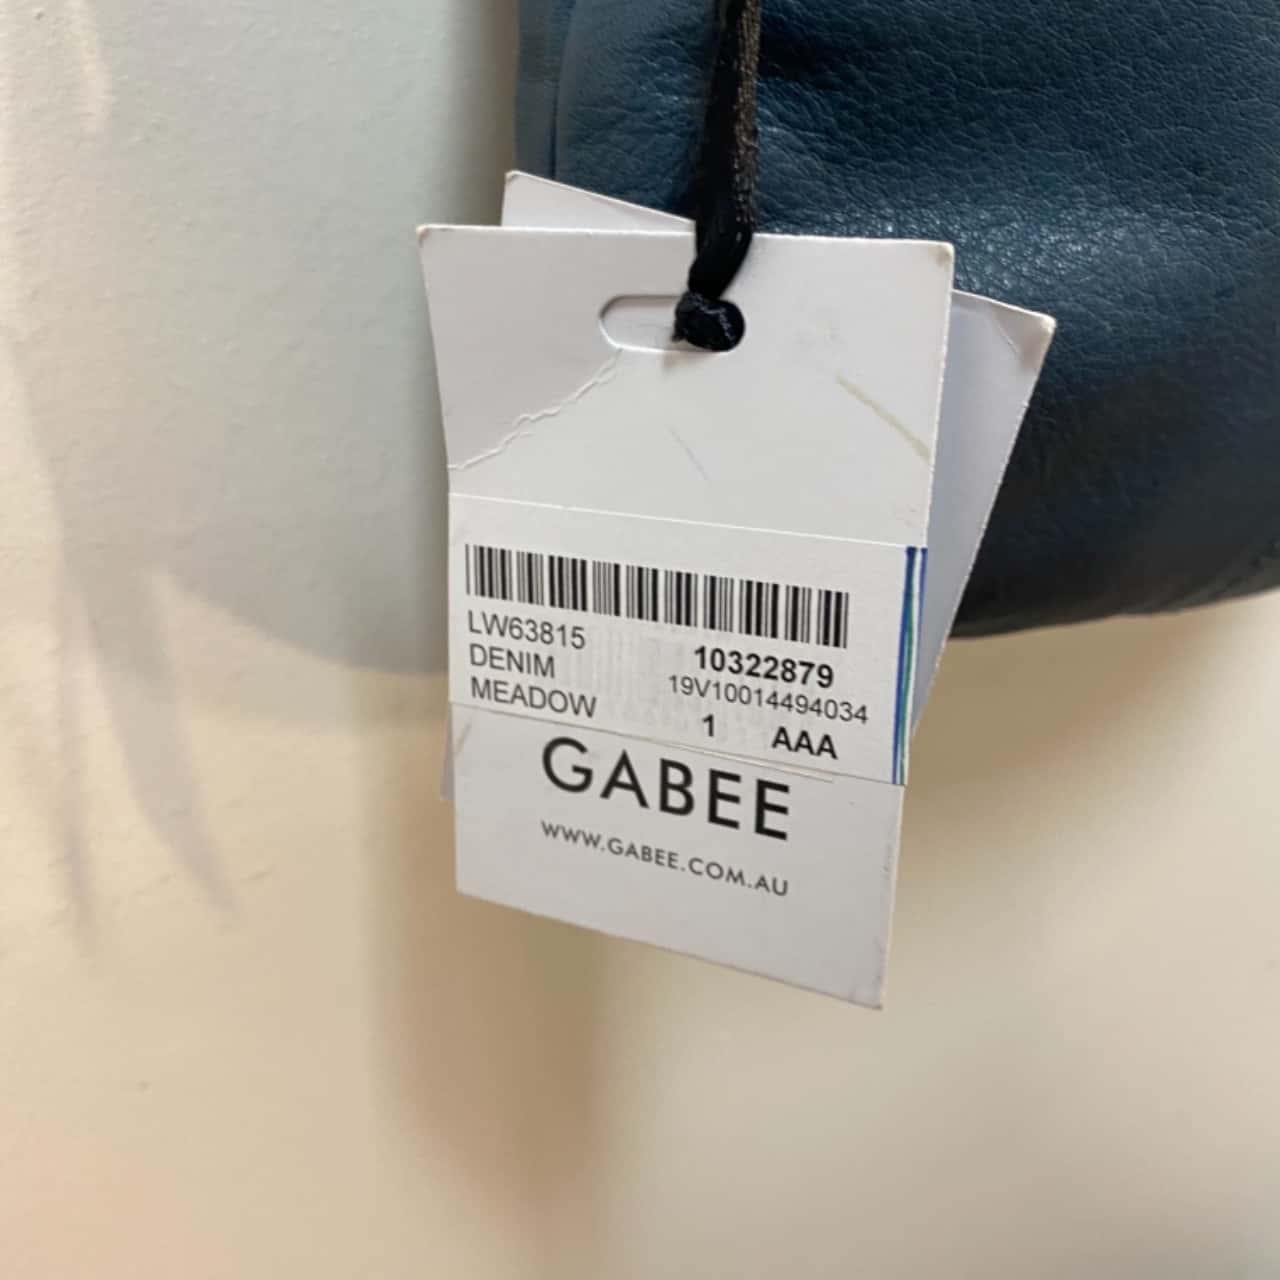 LW63815
DENIM
MEADOW
10322879
19V10014494034
1 AAA
GABEE
WWW.GABEE.COM.AU